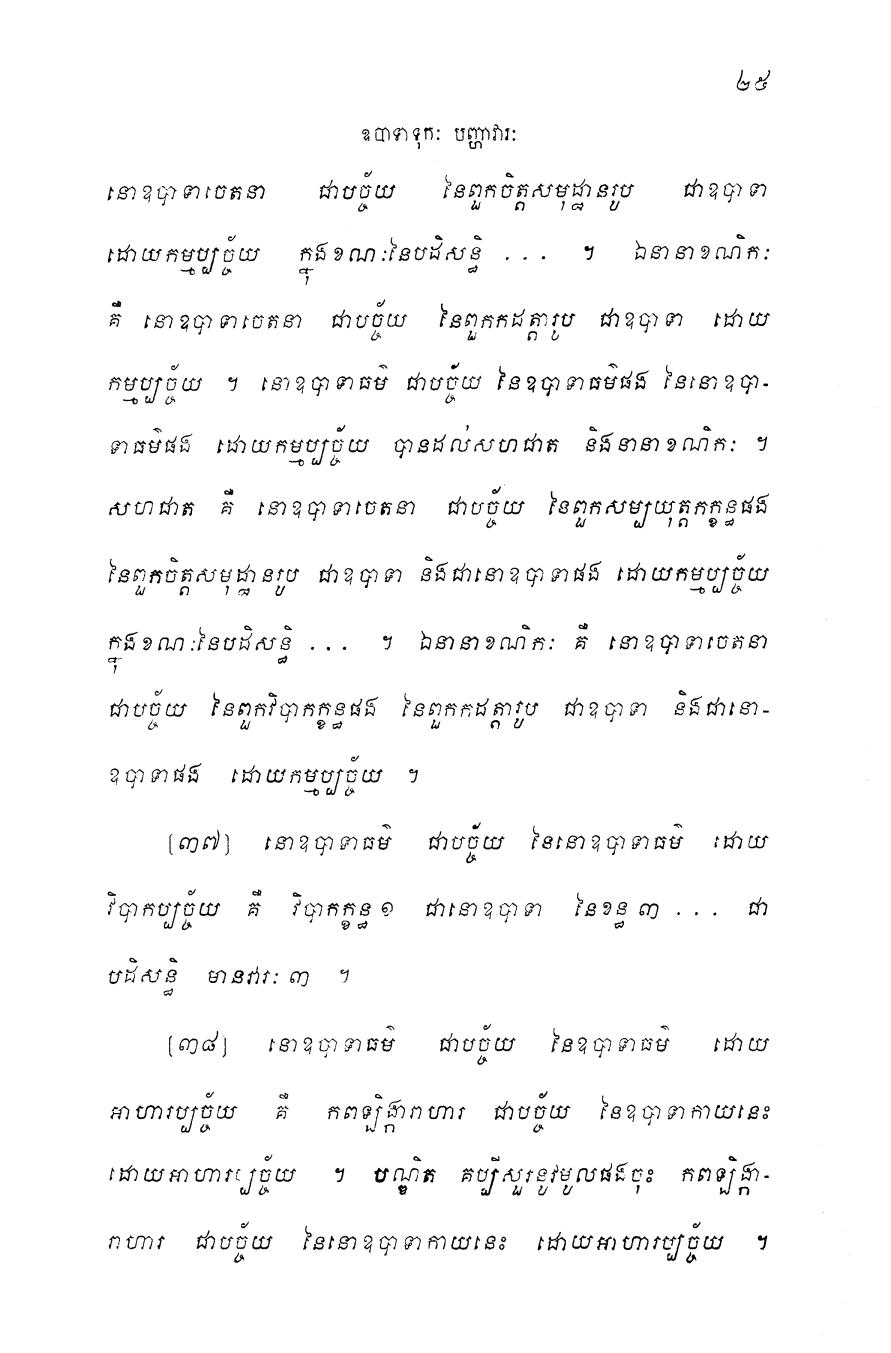 ២៥
ឧបាទាទុកៈ បញ្ហាវារៈ
នោឧបាទាចេតនា ជាបច្ច័យ នៃពួកចិត្តសមុដ្ឋានរូប ជាឧបាទា
ដោយកម្មប្បច្ច័យ ក្នុងខណៈនៃបដិសន្ធិ ... ។ ឯនានាខណិកៈ
គឺ នោឧបាទាចេតនា ជាបច្ច័យ នៃពួកកដត្តារូប ជាឧបាទា ដោយ
កម្មប្បច្ច័យ ។ នោឧបាទាធម៌ ជាបច្ច័យ នៃឧបាទាធម៌ផង នៃនោឧបា-
ទាធម៌ផង ដោយកម្មប្បច្ច័យ បានដល់សហជាត និងនានាខណិកៈ ។
សហជាត គឺ នោឧបាទាចេតនា ជាបច្ច័យ នៃពួកសម្បយុត្តកក្ខន្ធផង
នៃពួកចិត្តសមុដ្ឋានរូប ជាឧបាទា និងជានោឧបាទាផង ដោយកម្មប្បច្ច័យ
ក្នុងខណៈនៃបដិសន្ធិ ... ។ ឯនានាខណិកៈ គឺ នោឧបាទាចេតនា
ជាបច្ច័យ នៃពួកវិបាកក្ខន្ធផង នៃពួកកដត្តារូប ជាឧបាទា និងជានោ-
ឧបាទាផង ដោយកម្មប្បច្ច័យ ។
[៣៧] នោឧបាទាធម៌ ជាបច្ច័យ នៃនោឧបាទាធម៌ ដោយ
វិបាកប្បច្ច័យ គឺ វិបាកក្ខន្ធ ១ ជានោឧបាទា នៃខន្ធ ៣ ... ជា
បដិសន្ធិ មានវារៈ ៣ ។
[៣៨] នោឧបាទាធម៌ ជាបច្ច័យ នៃឧបាទាធម៌ ដោយ
អាហារប្បច្ច័យ គឺ កពឡិង្ការាហារ ជាបច្ច័យ នៃឧបាទាកាយនេះ
ដោយអាហារប្បច្ច័យ ។ បណ្ឌិត គប្បីសួរនូវមូលផងចុះ កពឡិង្កា-
រាហារ ជាបច្ច័យ នៃនោឧបាទាកាយនេះ ដោយអាហារប្បច្ច័យ ។